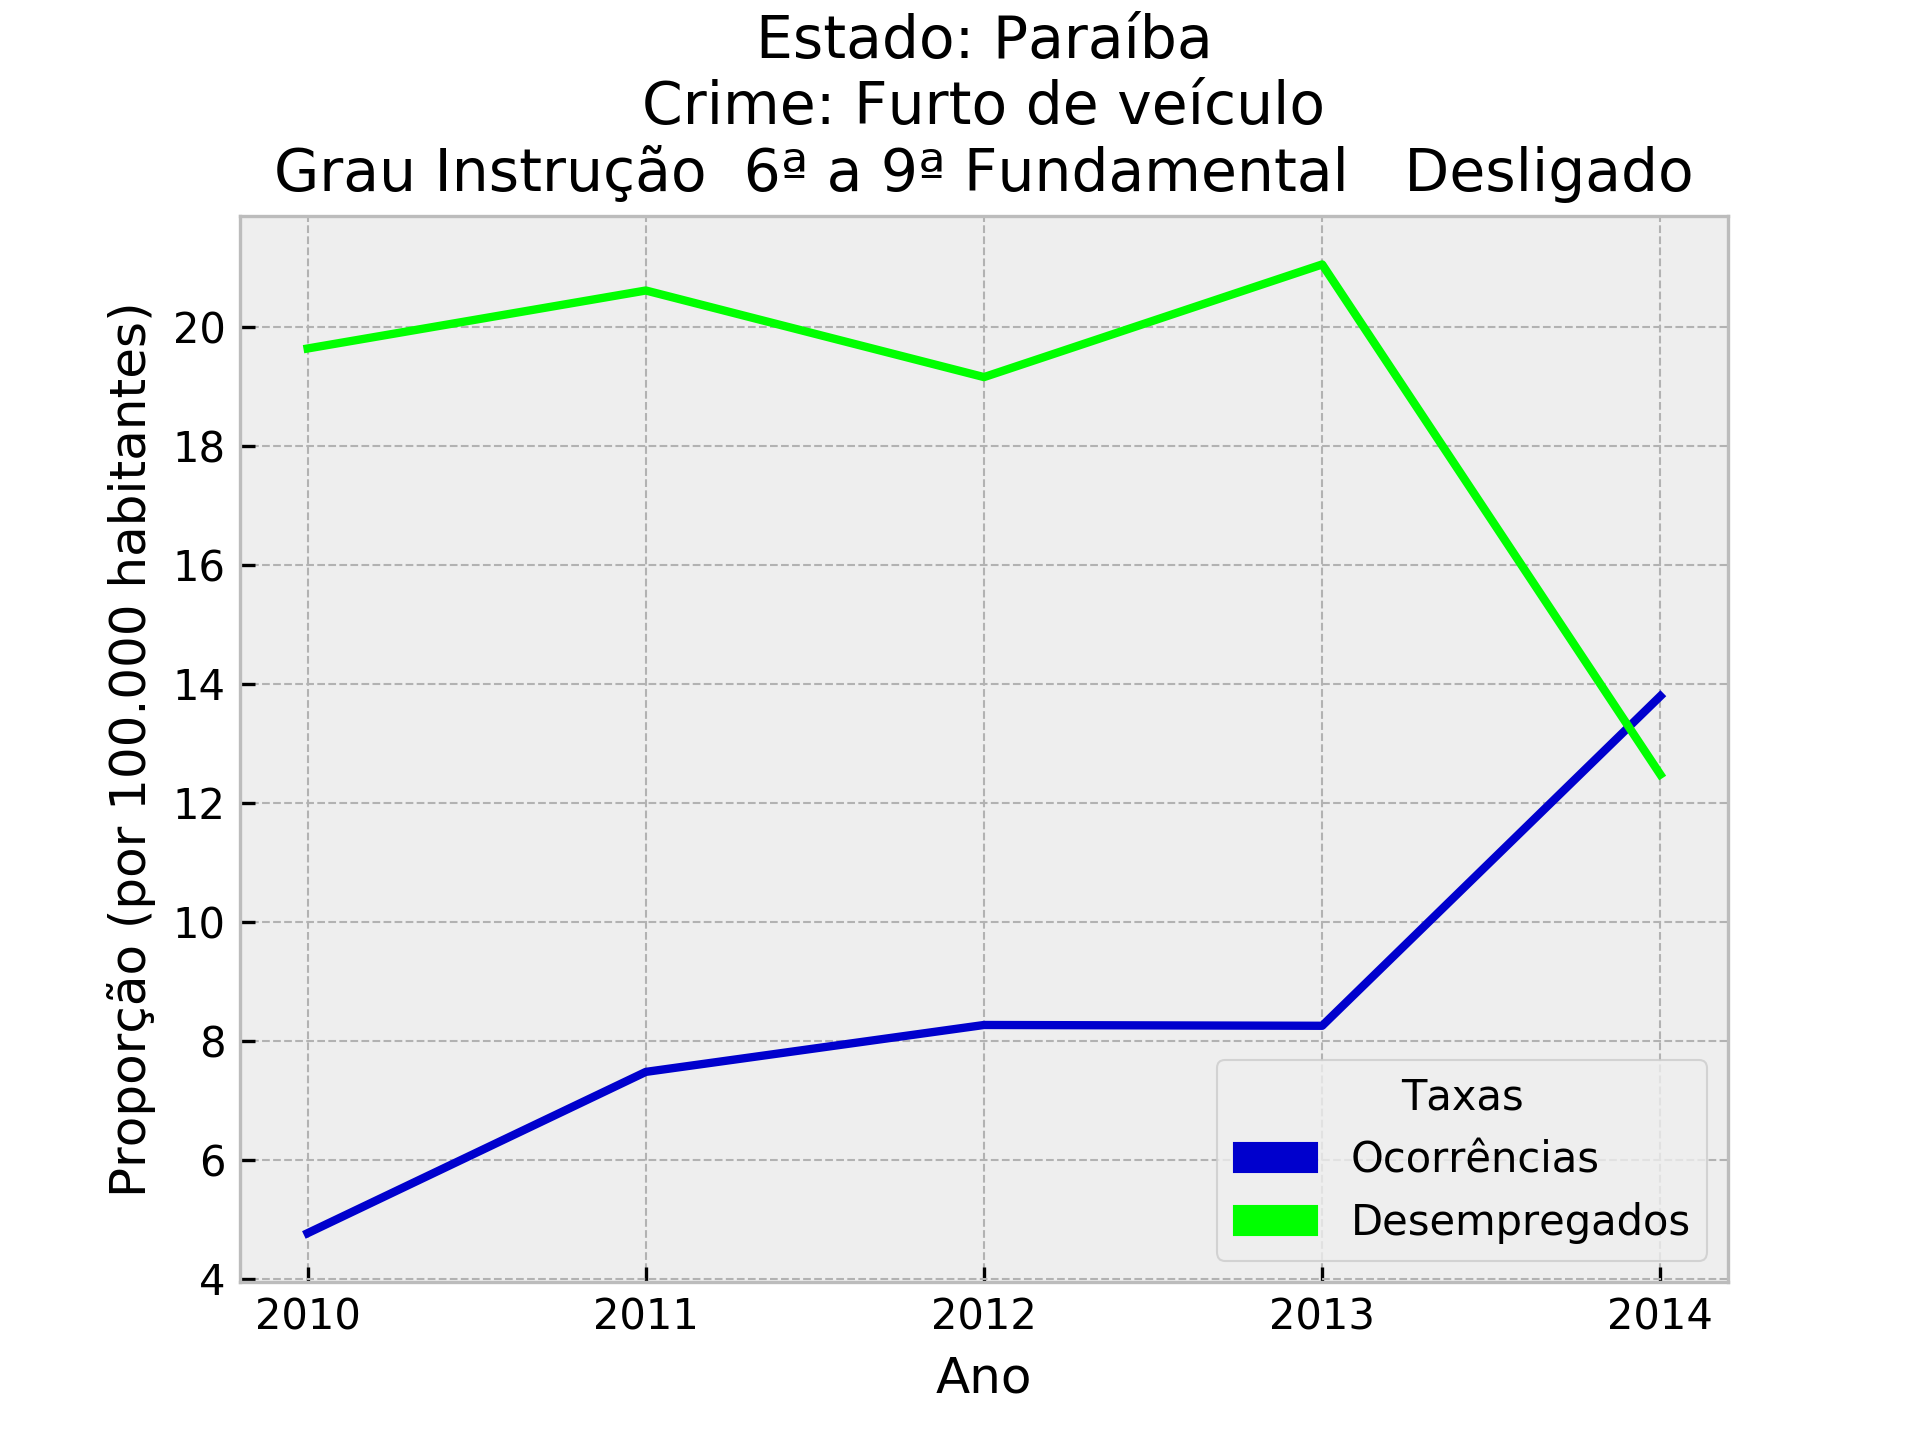 Estado: Paraíba
Crime: Furto de veículo
Grau Instrução  6ª a 9ª Fundamental   Desligado
Proporção (por 100.000 habitantes)
20
18
16
14
12
10
8
6
4
2010 2011 2012 2013 2014
Ano
Taxas
Ocorrências
Desempregados